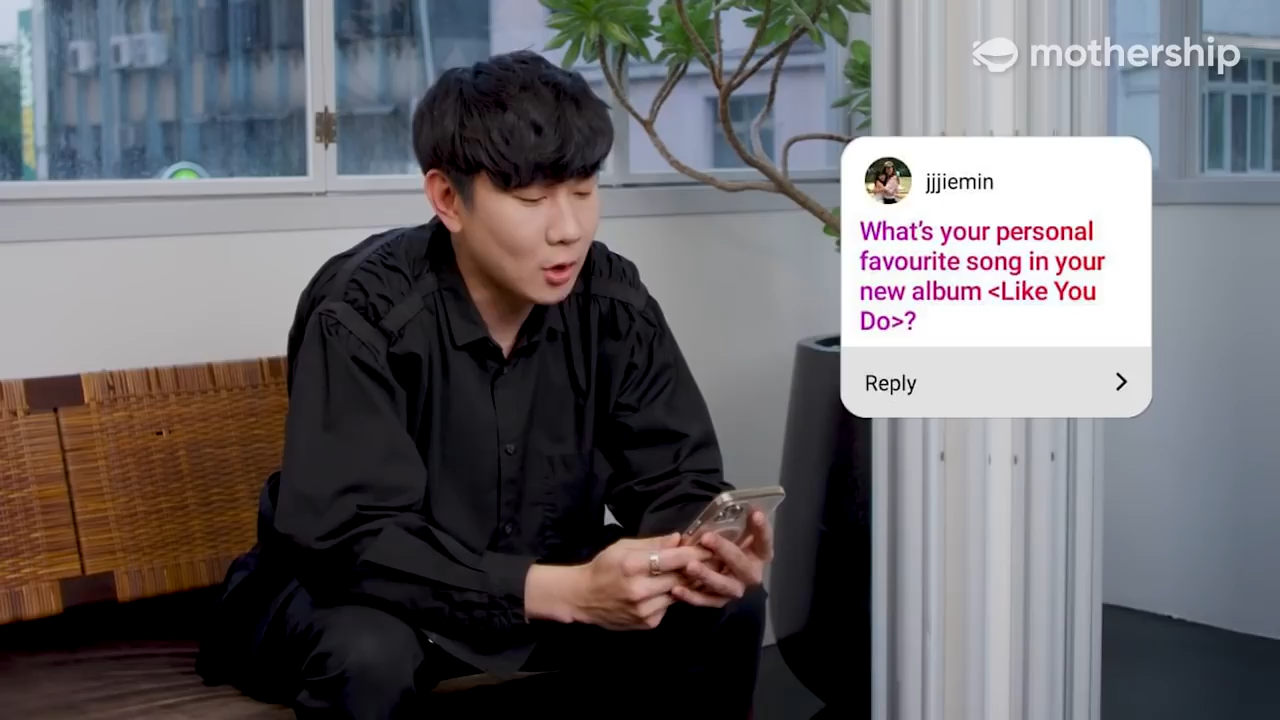 mothership
jjjiemin
What's your personal
favourite song in your
new album <Like You
Do>?
Reply